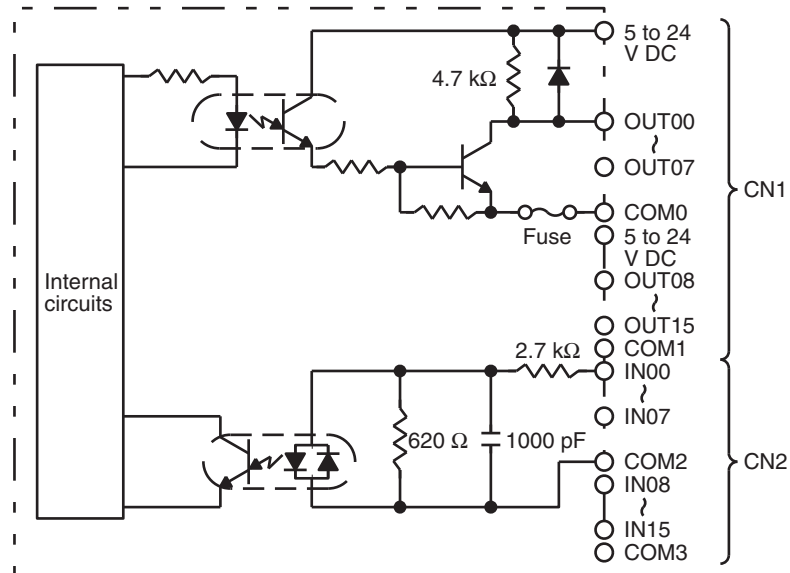 5 to 24
V DC
4.7 kΩ
OUT00
~
OUT07
COM0
Fuse
5 to 24
V DC
OUT08
~
OUT15
COM1
CN1
Internal
circuits
2.7 kΩ
IN00
~
IN07
620 Ω
1000 pF
COM2
IN08
~
IN15
COM3
CN2